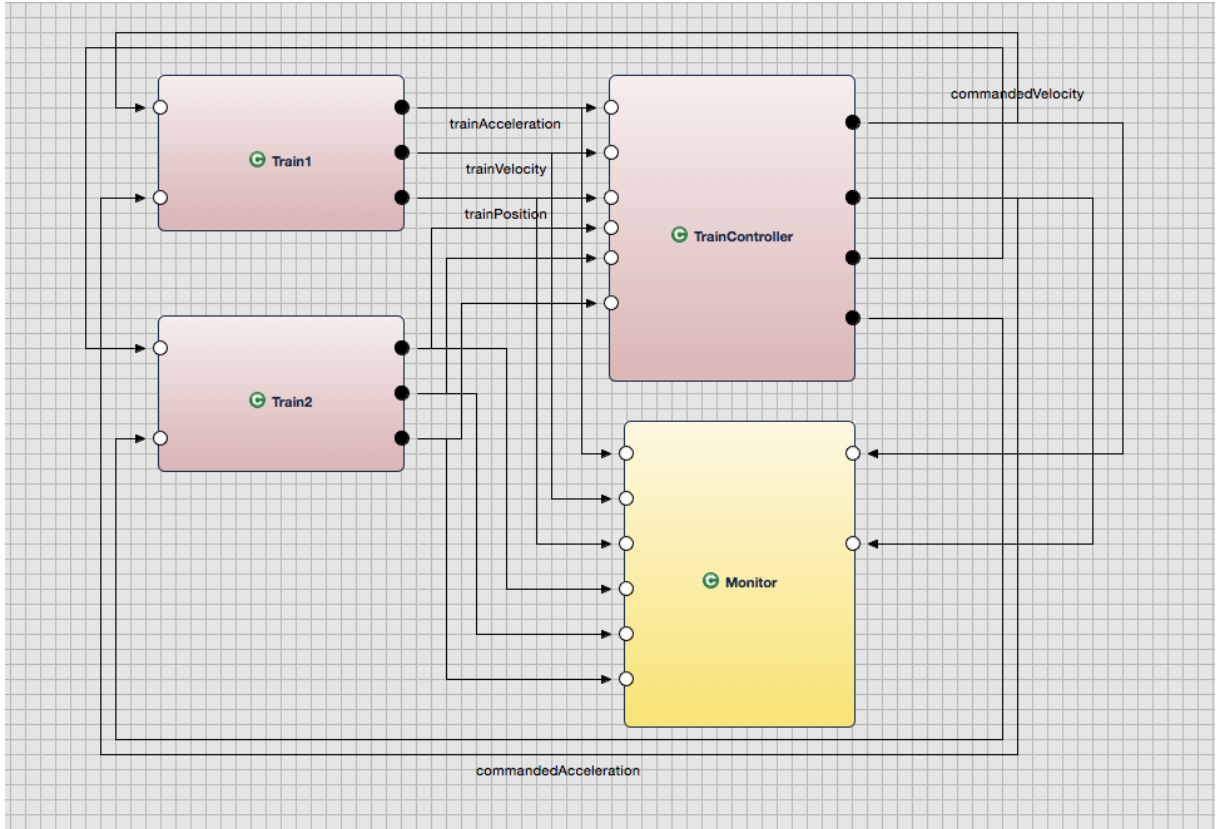 commandedVelocity
trainAcceleration
C Train1
trainVelocity
trainPosition
C TrainController
C Train2
C Monitor
commandedAcceleration